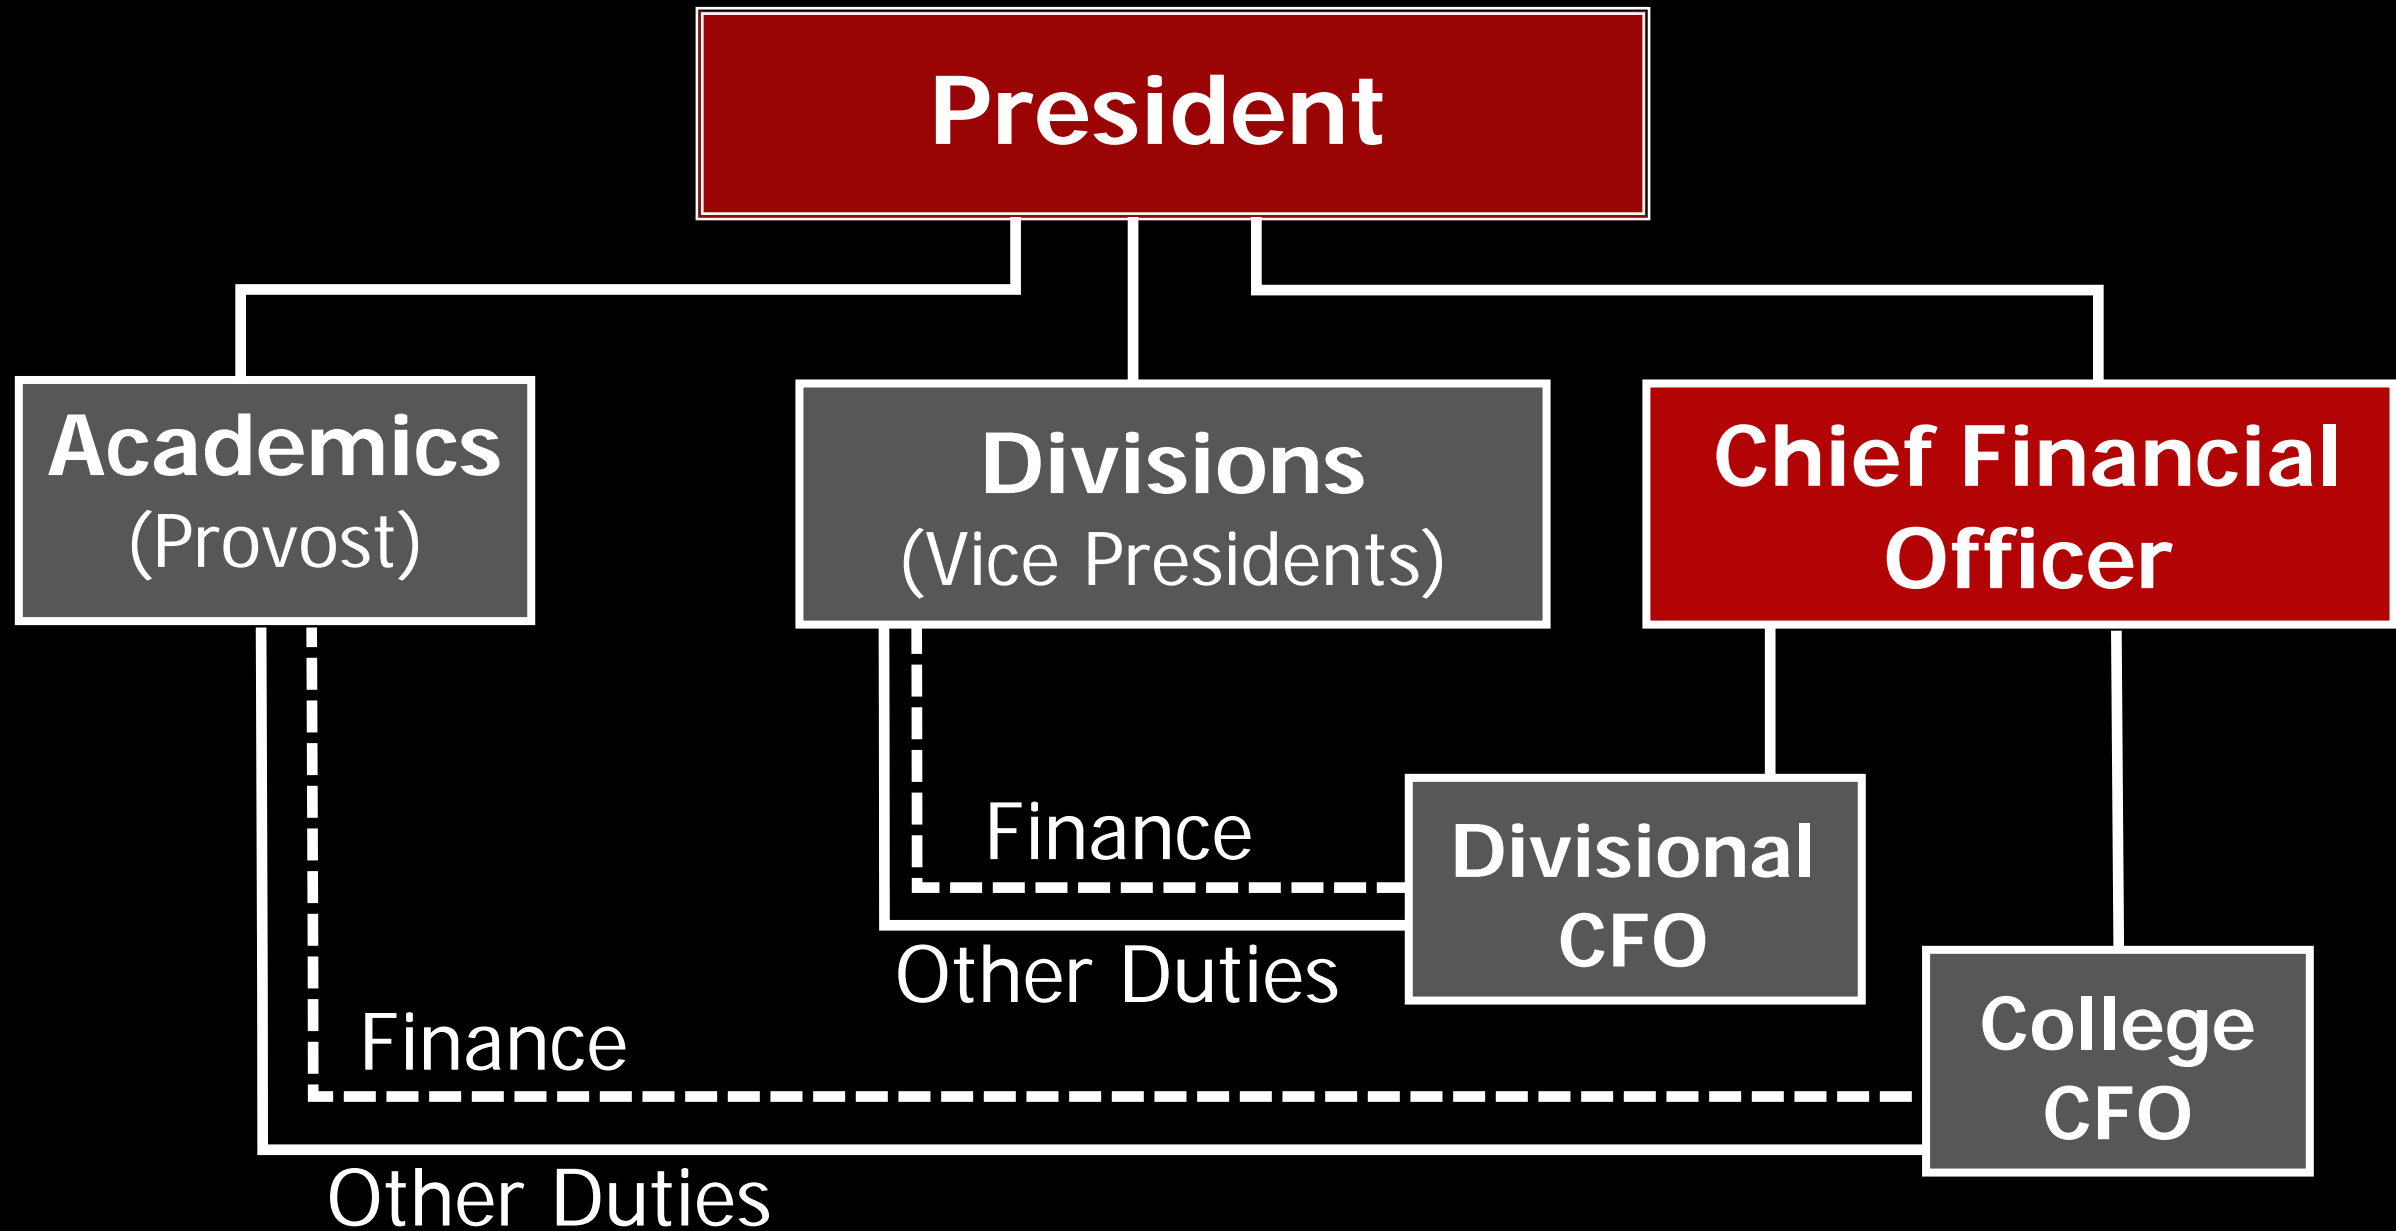 President
Academics
(Provost)
Divisions
(Vice Presidents)
Chief Financial
Officer
Finance
Other Duties
Divisional
CFO
Finance
Other Duties
College
CFO